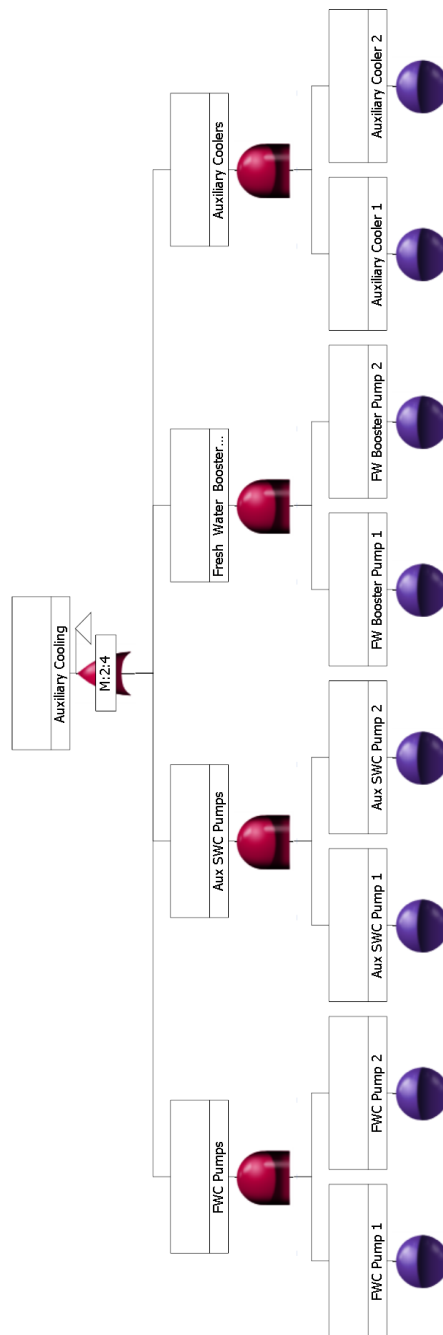 Auxiliary Cooling
M:2:4
FWC Pumps
Aux SWC Pumps
Fresh Water Booster...
Auxiliary Coolers
FWC Pump 1
FWC Pump 2
Aux SWC Pump 1
Aux SWC Pump 2
FW Booster Pump 1
FW Booster Pump 2
Auxiliary Cooler 1
Auxiliary Cooler 2